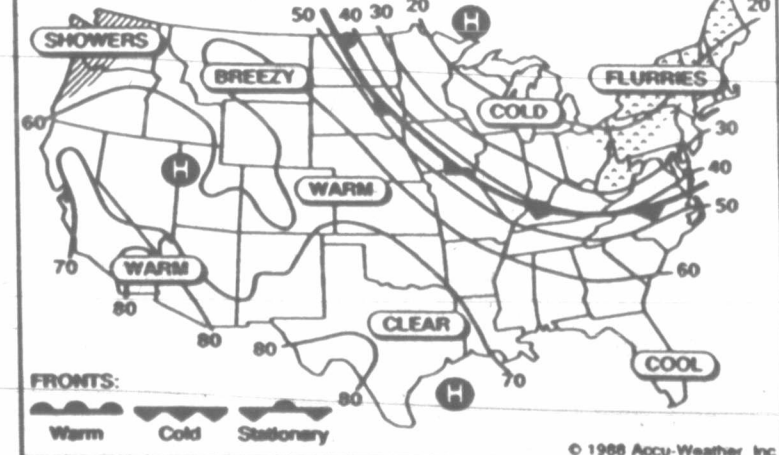 50 40 30 20
H
20
SHOWERS
BREEZY
FLURRIES
COLD
60
30
H
WARM
40
50
70
WARM
60
80
80
CLEAR
80
COOL
70
FRONTS:
80
H
Warm Cold Stationary
© 1988 Accu-Weather, Inc